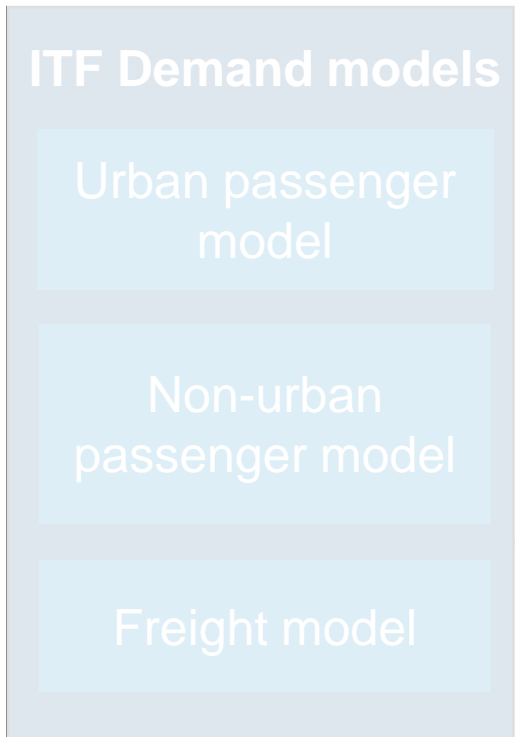 ITF Demand models
Urban passenger
model
Non-urban
passenger model
Freight model